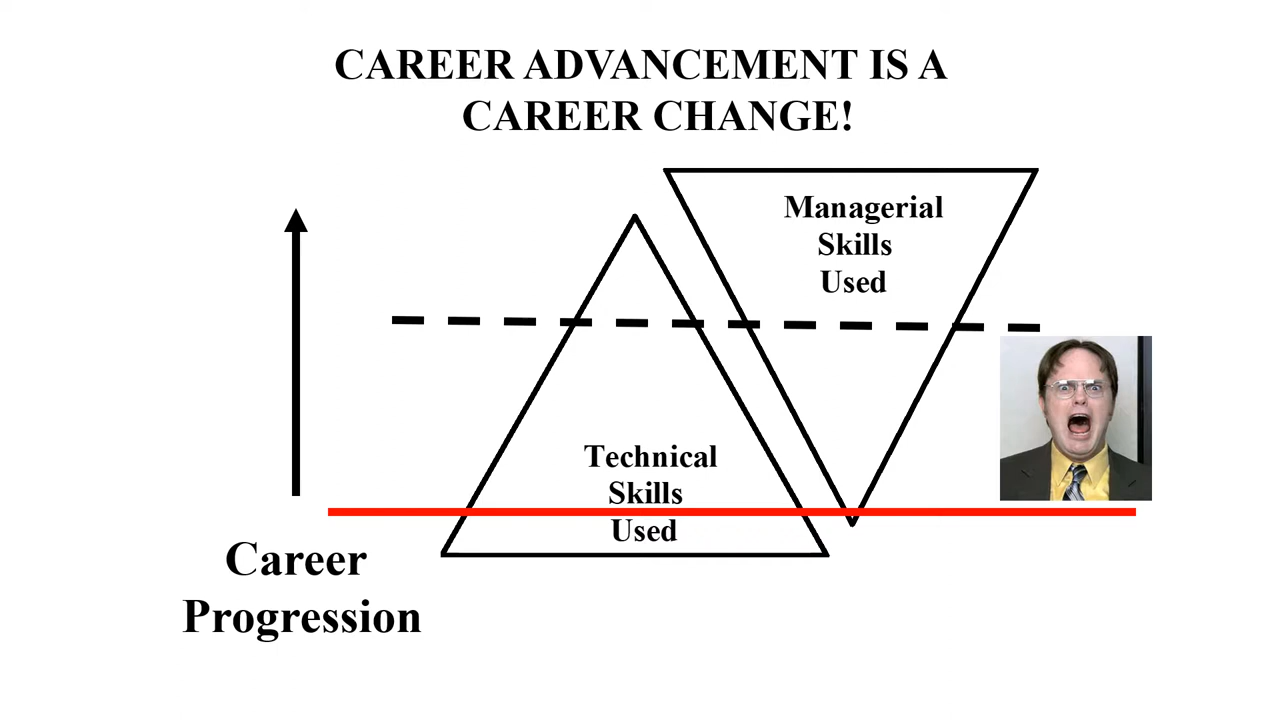 CAREER ADVANCEMENT IS A
CAREER CHANGE!
Managerial
Skills
Used
Technical
Skills
Used
Career
Progression